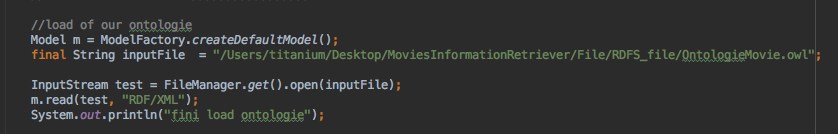 //load of our ontologie
Model m = ModelFactory.createDefaultModel();
final String inputFile  = "/Users/titanium/Desktop/MoviesInformationRetriever/File/RDFS_file/OntologieMovie.owl";
InputStream test = FileManager.get().open(inputFile);
m.read(test, "RDF/XML");
System.out.println("fini load ontologie");